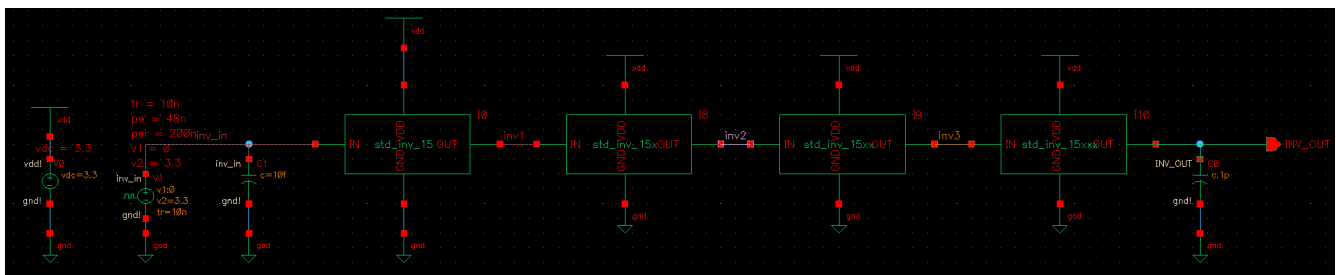 vdd
vdd
vdd
vdd
vdd
tr = 10n
pw = 48n
per = 200n
inv_in
I0
I8
I9
I10
vdc = 3.3
v1 = 0
v2 = 3.3
VDD
VDD
VDD
VDD
IN
std_inv_15
OUT
inv1
IN
std_inv_15x
OUT
inv2
IN
std_inv_15xx
OUT
inv3
IN
std_inv_15xxx
OUT
INV_OUT
vdd!
V0
vdc=3.3
gnd!
inv_in
V1
v1:0
v2=3.3
tr=10n
gnd!
inv_in
C1
c=10f
gnd!
GND
GND
GND
GND
INV_OUT
C0
c:1p
gnd!
gnd
gnd
gnd
gnd
gnd
gnd
gnd
gnd